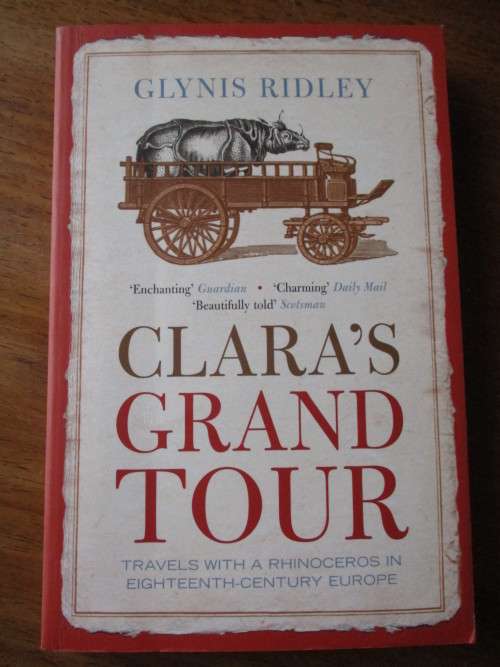 GLYNIS RIDLEY
‘Enchanting’ Guardian • ‘Charming’ Daily Mail
‘Beautifully told’ Scotsman
CLARA’S
GRAND
TOUR
TRAVELS WITH A RHINOCEROS IN
EIGHTEENTH-CENTURY EUROPE